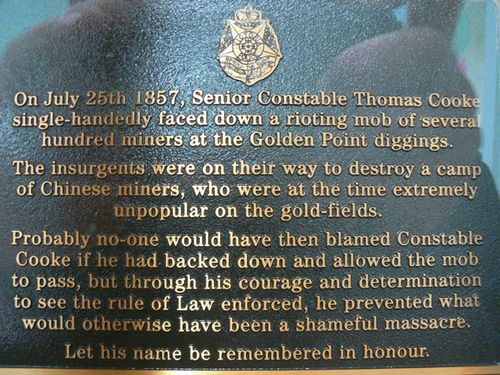 On July 25th 1857, Senior Constable Thomas Cooke
single-handedly faced down a rioting mob of several
hundred miners at the Golden Point diggings.
The insurgents were on their way to destroy a camp
of Chinese miners, who were at the time extremely
unpopular on the gold-fields.
Probably no-one would have then blamed Constable
Cooke if he had backed down and allowed the mob
to pass, but through his courage and determination
to see the rule of Law enforced, he prevented what
would otherwise have been a shameful massacre.
Let his name be remembered in honour.